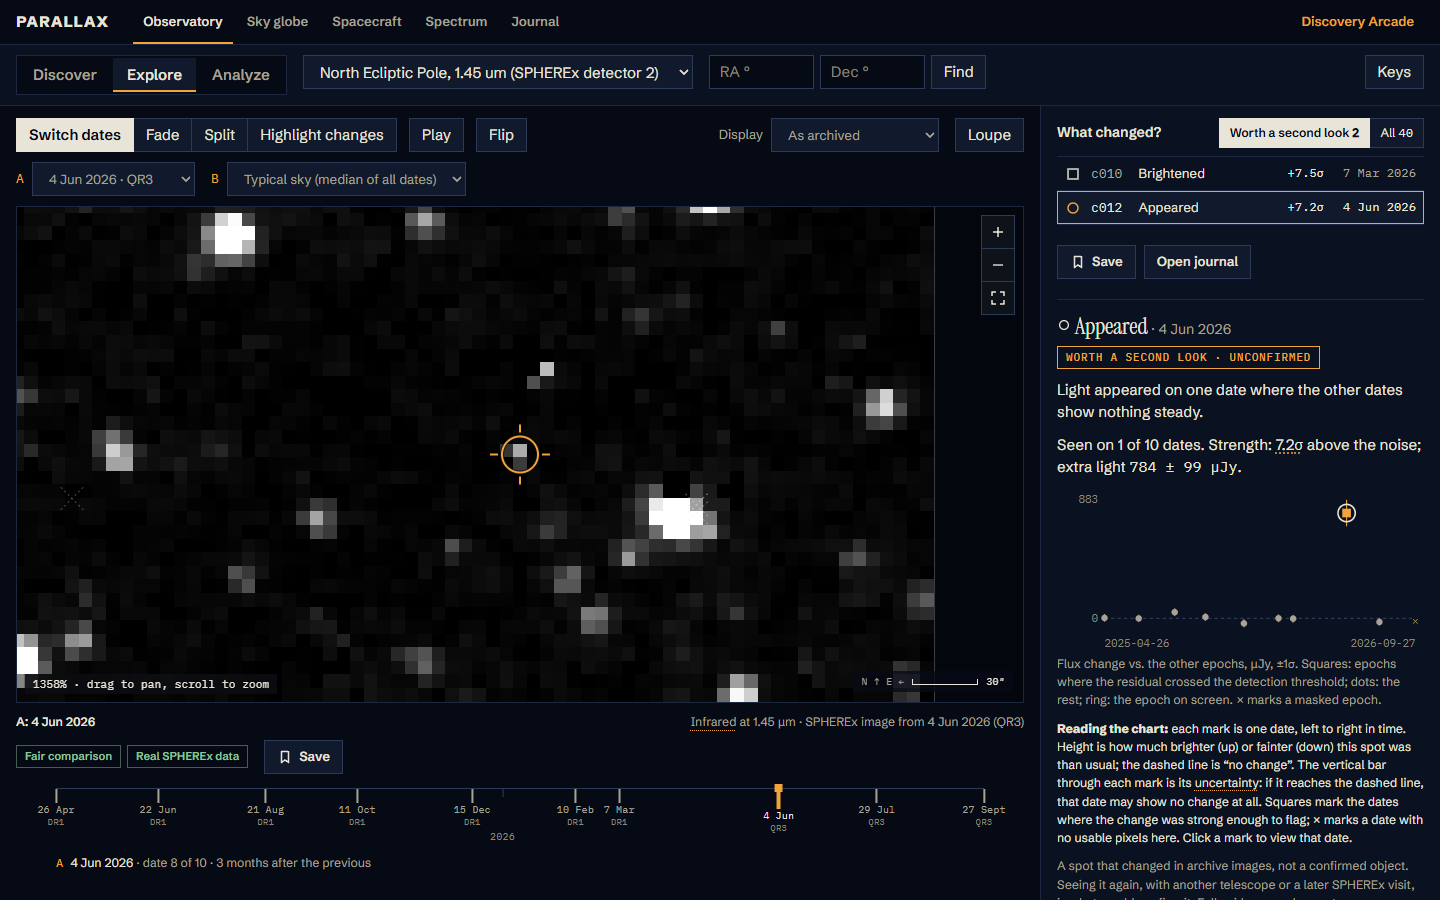 PARALLAX Observatory Sky globe Spacecraft Spectrum Journal Discovery Arcade
Discover Explore Analyze North Ecliptic Pole, 1.45 um (SPHEREx detector 2) RA ° Dec ° Find Keys
Switch dates Fade Split Highlight changes Play Flip Display As archived Loupe
A 4 Jun 2026 · QR3 B Typical sky (median of all dates)
+
−
1358% · drag to pan, scroll to zoom N ↑ E ← 30"
A: 4 Jun 2026 Infrared at 1.45 µm · SPHEREx image from 4 Jun 2026 (QR3)
Fair comparison Real SPHEREx data Save
26 Apr 22 Jun 21 Aug 11 Oct 15 Dec 10 Feb 7 Mar 4 Jun 29 Jul 27 Sept
DR1 DR1 DR1 DR1 DR1 DR1 DR1 QR3 QR3 QR3
2026
A 4 Jun 2026 · date 8 of 10 · 3 months after the previous
What changed? Worth a second look 2 All 40
c010 Brightened +7.5σ 7 Mar 2026
c012 Appeared +7.2σ 4 Jun 2026
Save Open journal
Appeared · 4 Jun 2026
WORTH A SECOND LOOK · UNCONFIRMED
Light appeared on one date where the other dates
show nothing steady.
Seen on 1 of 10 dates. Strength: 7.2σ above the noise;
extra light 784 ± 99 µJy.
883
0
×
2025-04-26 2026-09-27
Flux change vs. the other epochs, µJy, ±1σ. Squares: epochs
where the residual crossed the detection threshold; dots: the
rest; ring: the epoch on screen. × marks a masked epoch.
Reading the chart: each mark is one date, left to right in time.
Height is how much brighter (up) or fainter (down) this spot was
than usual; the dashed line is “no change”. The vertical bar
through each mark is its uncertainty: if it reaches the dashed line,
that date may show no change at all. Squares mark the dates
where the change was strong enough to flag; × marks a date with
no usable pixels here. Click a mark to view that date.
A spot that changed in archive images, not a confirmed object.
Seeing it again, with another telescope or a later SPHEREx visit,